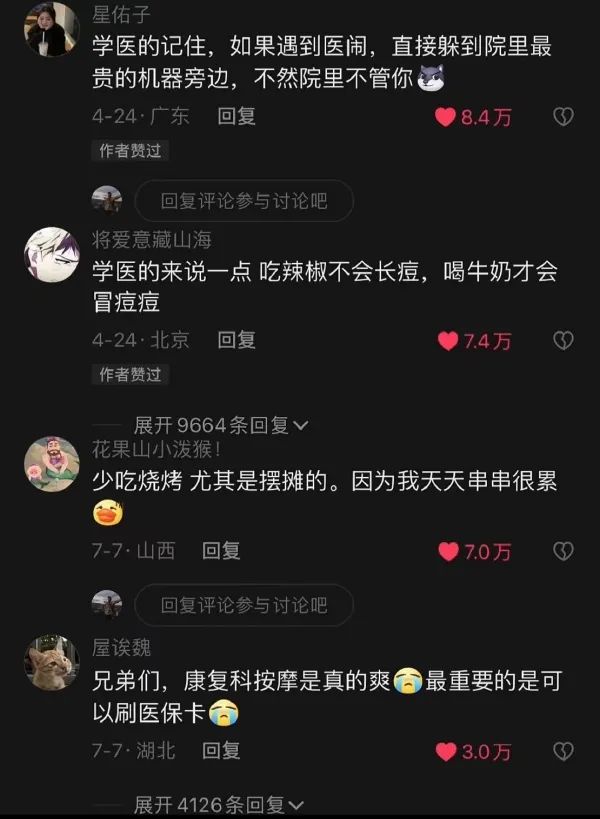 星佑子
学医的记住，如果遇到医闹，直接躲到院里最
贵的机器旁边，不然院里不管你
4-24·广东 回复 8.4万
作者赞过
回复评论参与讨论吧
将爱意藏山海
学医的来说一点 吃辣椒不会长痘，喝牛奶才会
冒痘痘
4-24·北京 回复 7.4万
作者赞过
展开9664条回复
花果山小泼猴！
少吃烧烤 尤其是摆摊的。因为我天天串串很累
7-7·山西 回复 7.0万
回复评论参与讨论吧
屋诶魏
兄弟们，康复科按摩是真的爽😭最重要的是可
以刷医保卡😭
7-7·湖北 回复 3.0万
展开4126条回复